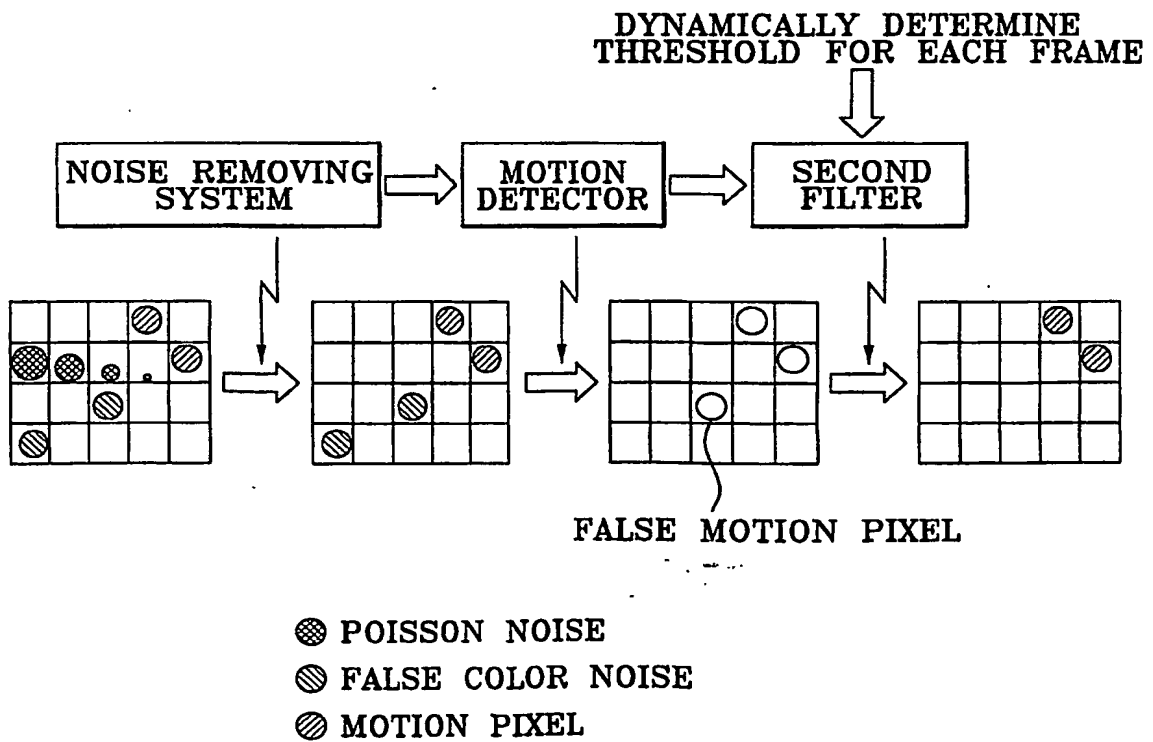 DYNAMICALLY DETERMINE
THRESHOLD FOR EACH FRAME
NOISE REMOVING
SYSTEM
MOTION
DETECTOR
SECOND
FILTER
FALSE MOTION PIXEL
POISSON NOISE
FALSE COLOR NOISE
MOTION PIXEL